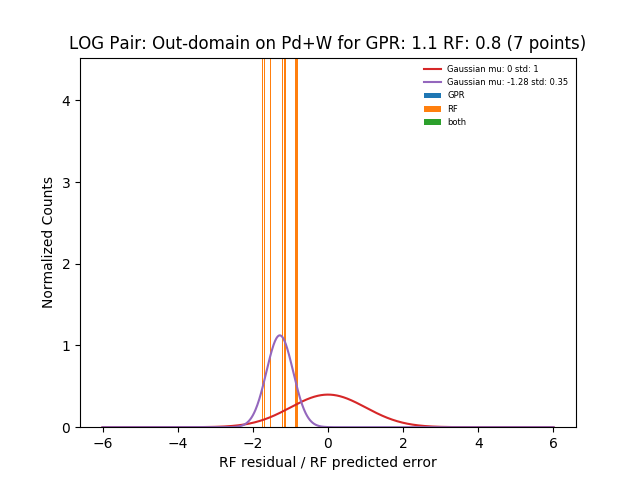 LOG Pair: Out-domain on Pd+W for GPR: 1.1 RF: 0.8 (7 points)
Gaussian mu: 0 std: 1
Gaussian mu: -1.28 std: 0.35
GPR
RF
both
Normalized Counts
4
3
2
1
0
−6 −4 −2 0 2 4 6
RF residual / RF predicted error